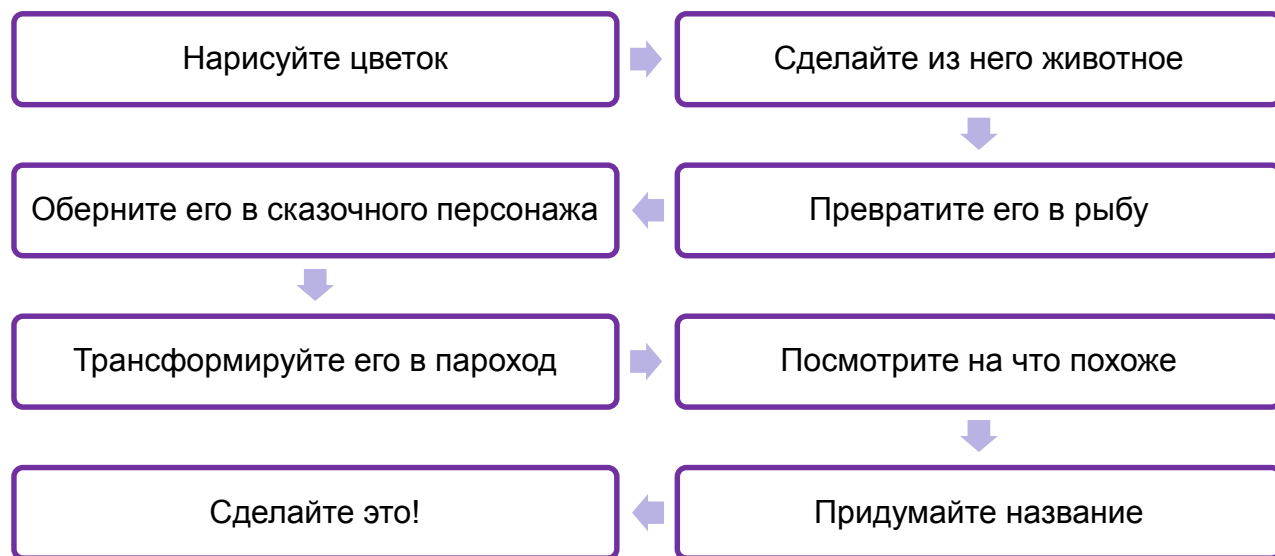 Нарисуйте цветок
Сделайте из него животное
Превратите его в рыбу
Оберните его в сказочного персонажа
Трансформируйте его в пароход
Посмотрите на что похоже
Придумайте название
Сделайте это!